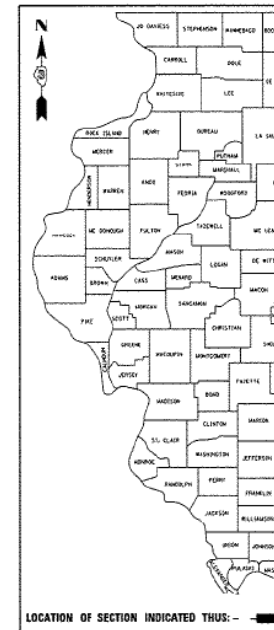 N
JO DAVIESS STEPHENSON WINNEBAGO
CARROLL OGLE
WHITESIDE LEE
ROCK ISLAND HENRY BUREAU LA SA
MERCER PUTNAM
HENDERSON WARREN KNOX STARK MARSHALL
PEORIA WOODFORD
HANCOCK MC DONOUGH FULTON TAZEWELL MC LEA
MASON LOGAN DE WITT
ADAMS SCHUYLER MENARD
BROWN CASS MACON
PIKE SCOTT MORGAN SANGAMON
CHRISTIAN
GREENE MACOUPIN MONTGOMERY
CALHOUN JERSEY FAYETTE
MADISON BOND
CLINTON MARION
ST. CLAIR
MONROE WASHINGTON JEFFERSON
RANDOLPH PERRY
FRANKLIN
JACKSON WILLIAMSON
UNION JOHNSON
ALEXANDER PULASKI
LOCATION OF SECTION INDICATED THUS: -